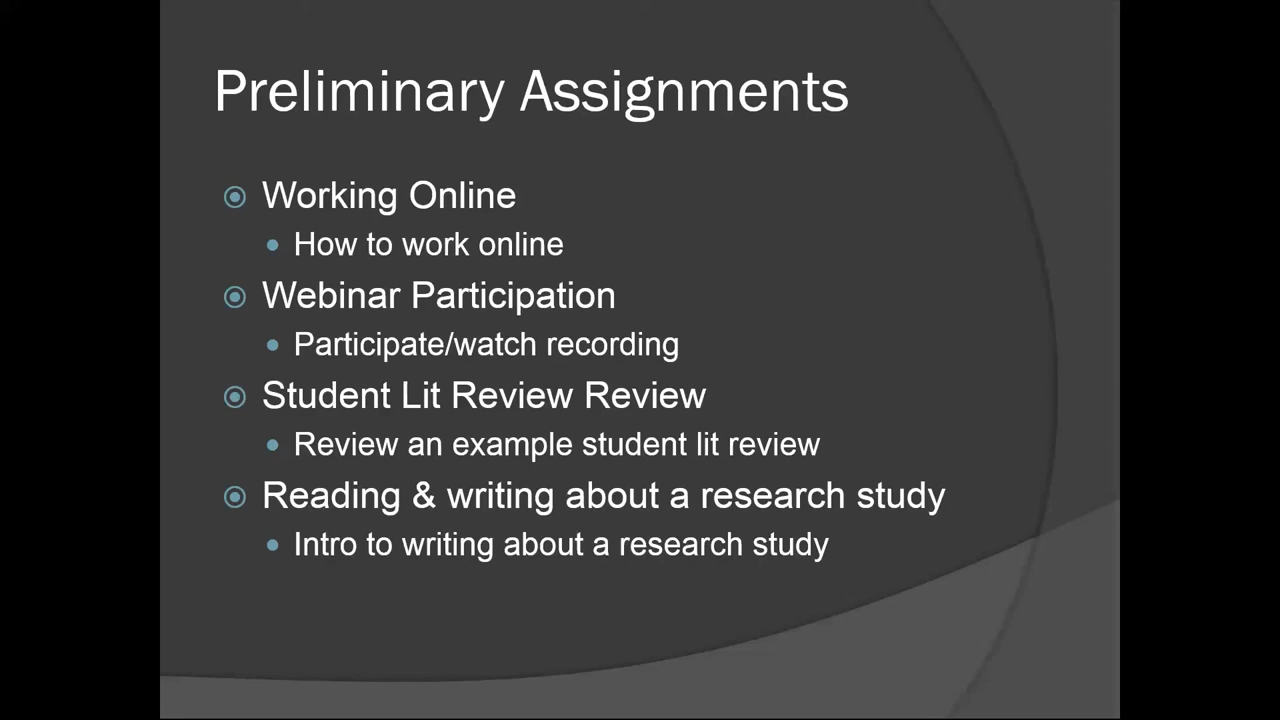 Preliminary Assignments
Working Online
How to work online
Webinar Participation
Participate/watch recording
Student Lit Review Review
Review an example student lit review
Reading & writing about a research study
Intro to writing about a research study